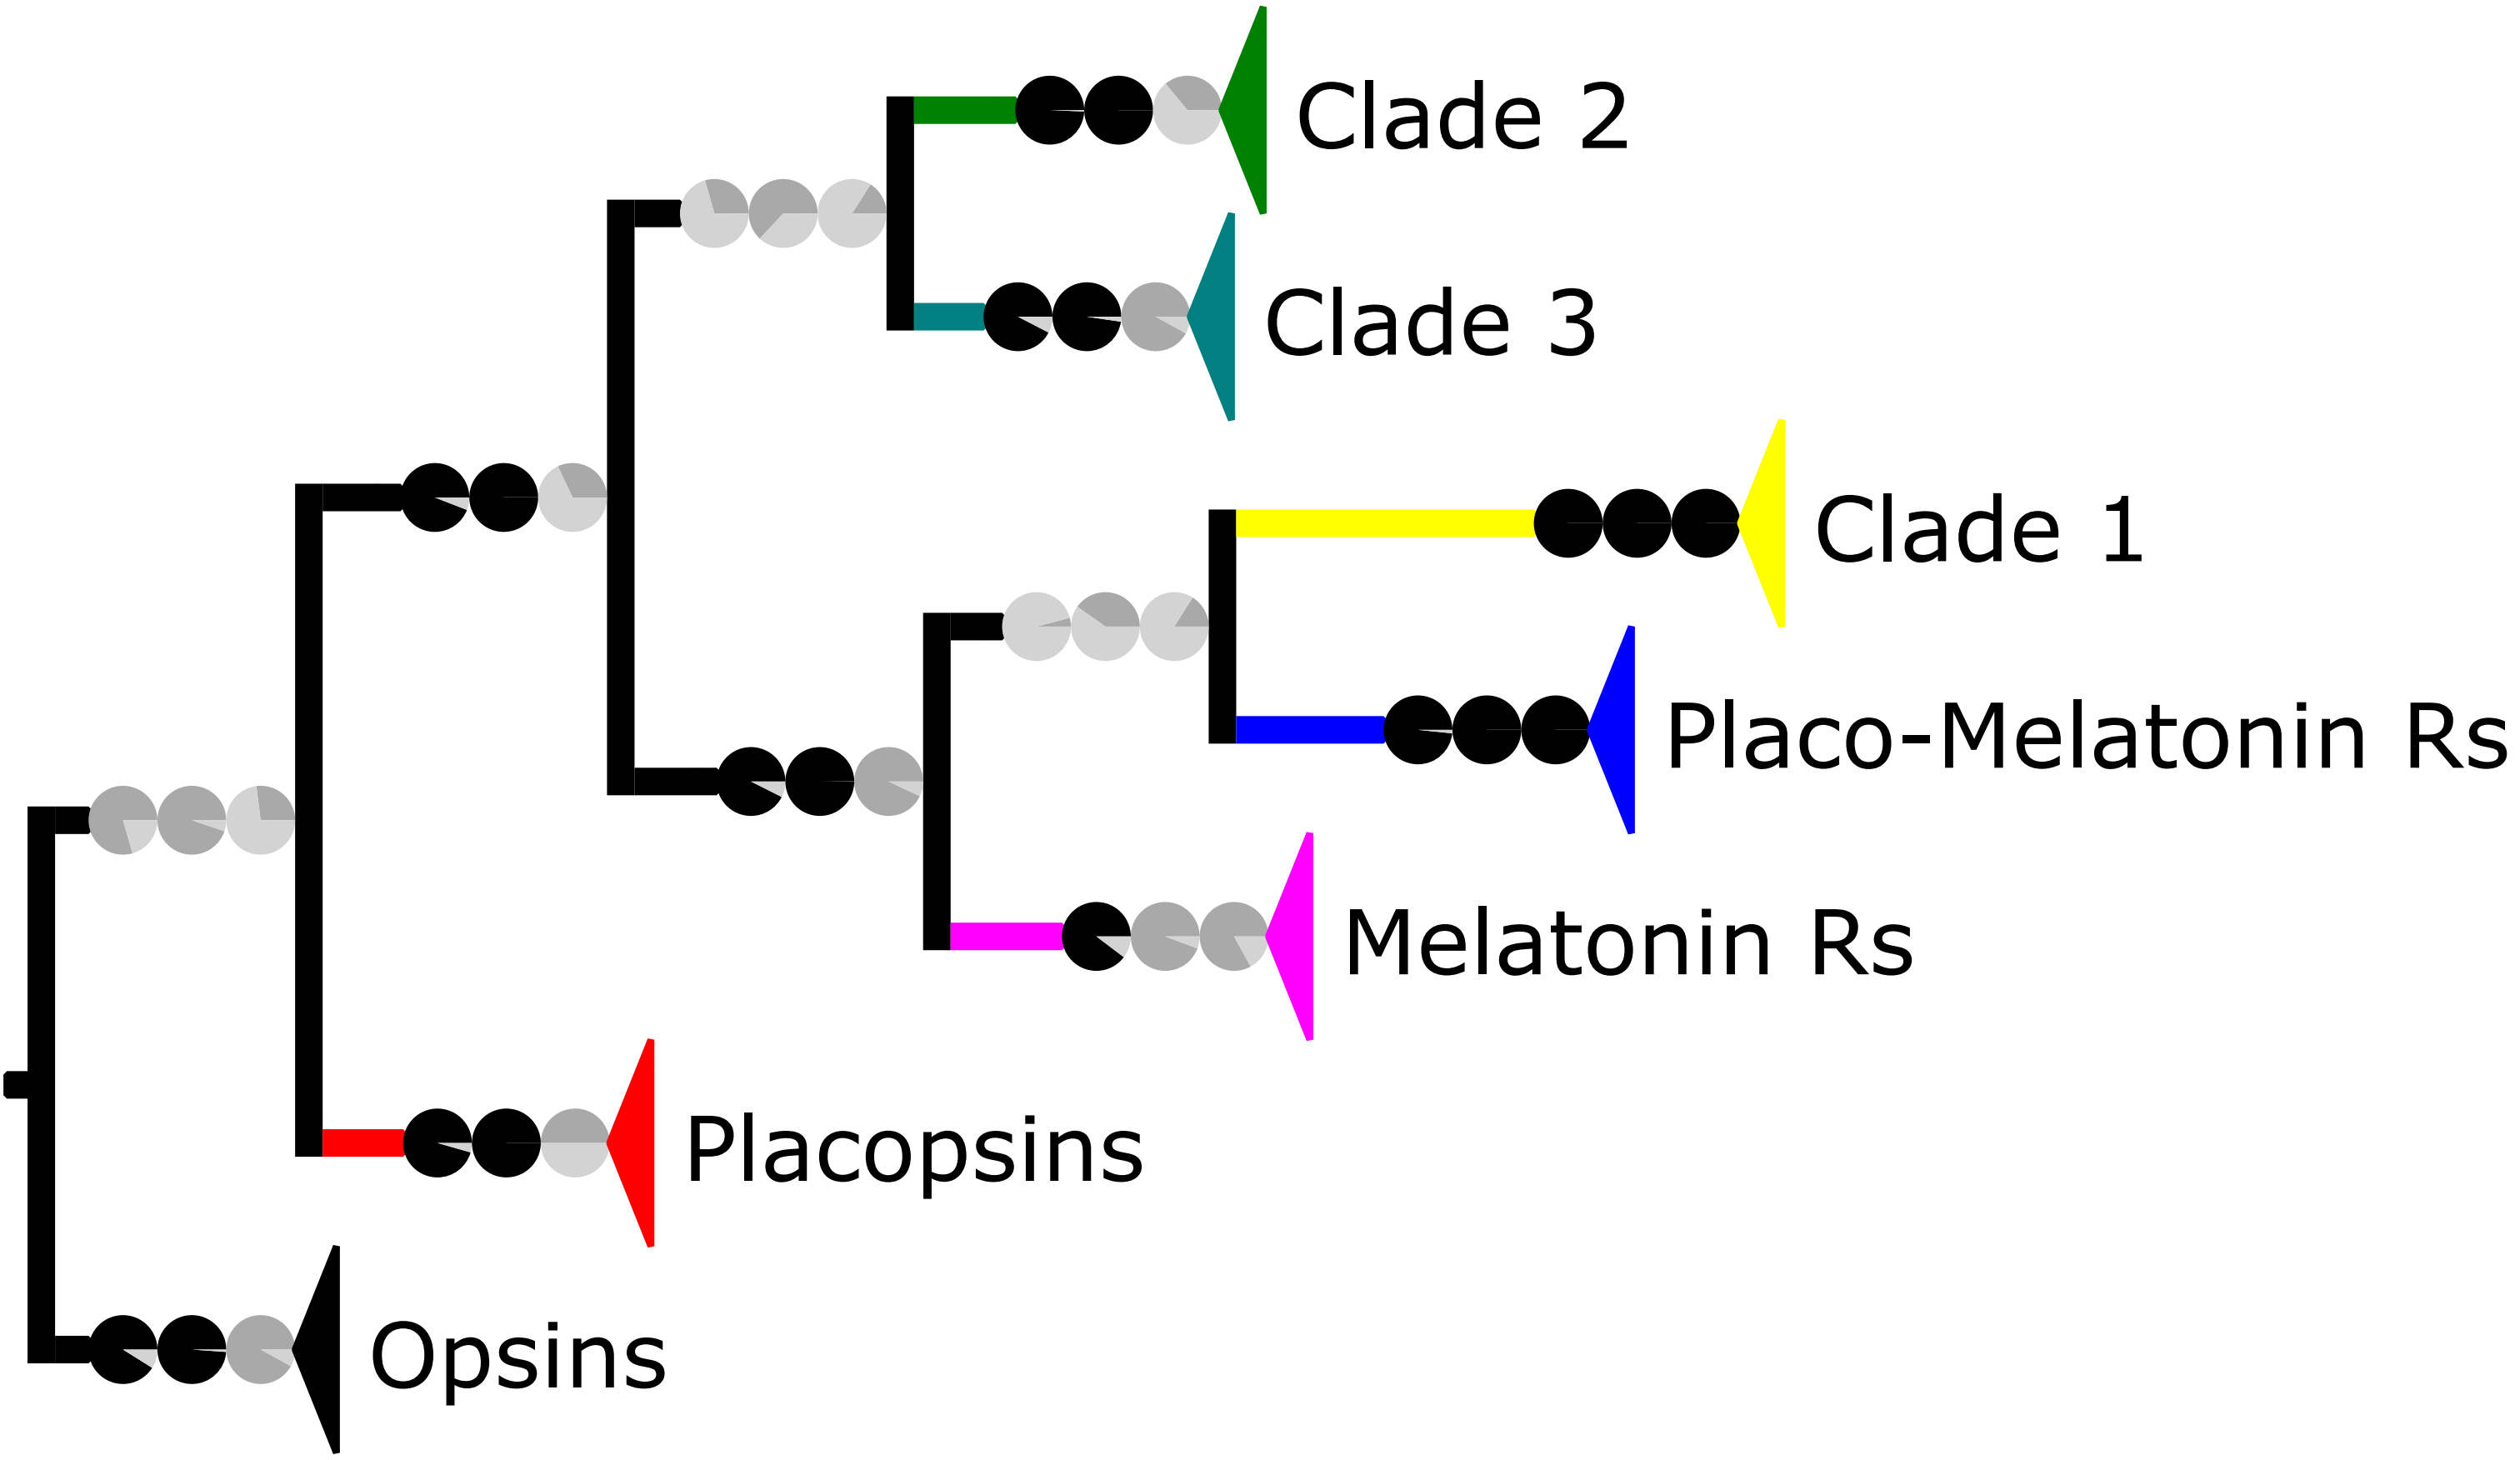 Clade 2
Clade 3
Clade 1
Placo-Melatonin Rs
Melatonin Rs
Placopsins
Opsins